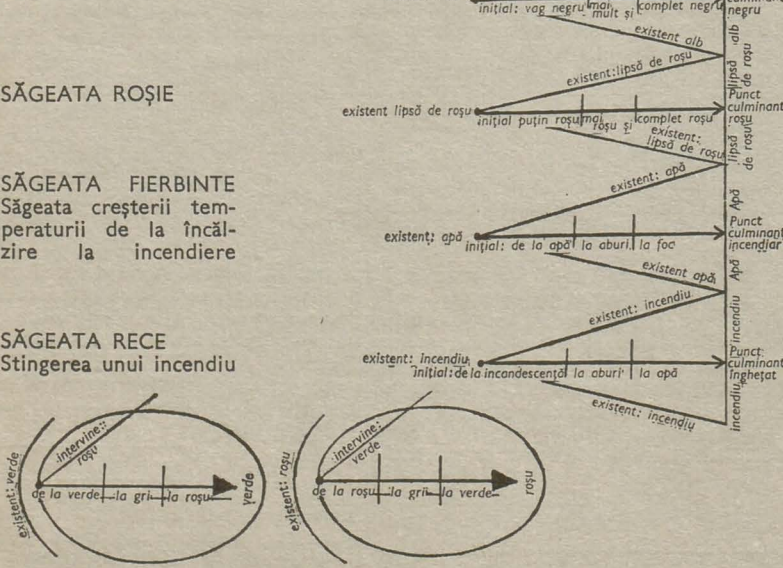 inițial: vag negru mai complet negru
mult și
negru
existent alb
alb
existent:lipsă de roșu
lipsă
de roșu
SĂGEATA ROȘIE
existent lipsă de roșu
inițial puțin roșu mai complet roșu
roșu și
Punct
culminant
roșu
existent:
lipsă de roșu
lipsă
de roșu
SĂGEATA FIERBINTE
Săgeata creșterii tem-
peraturii de la încăl-
zire la incendiere
existent: apă
Apă
existent: apă
inițial: de la apă la aburi la foc
Punct
culminant
incendiar
existent apă
Apă
SĂGEATA RECE
Stingerea unui incendiu
existent: incendiu
incendiu
existent: incendiu
inițial: de la incandescență la aburi la apă
Punct
culminant
înghețat
existent: incendiu
incendiu
existent: verde
intervine:
roșu
de la verde la gri la roșu
verde
existent: roșu
intervine:
verde
de la roșu la gri la verde
roșu